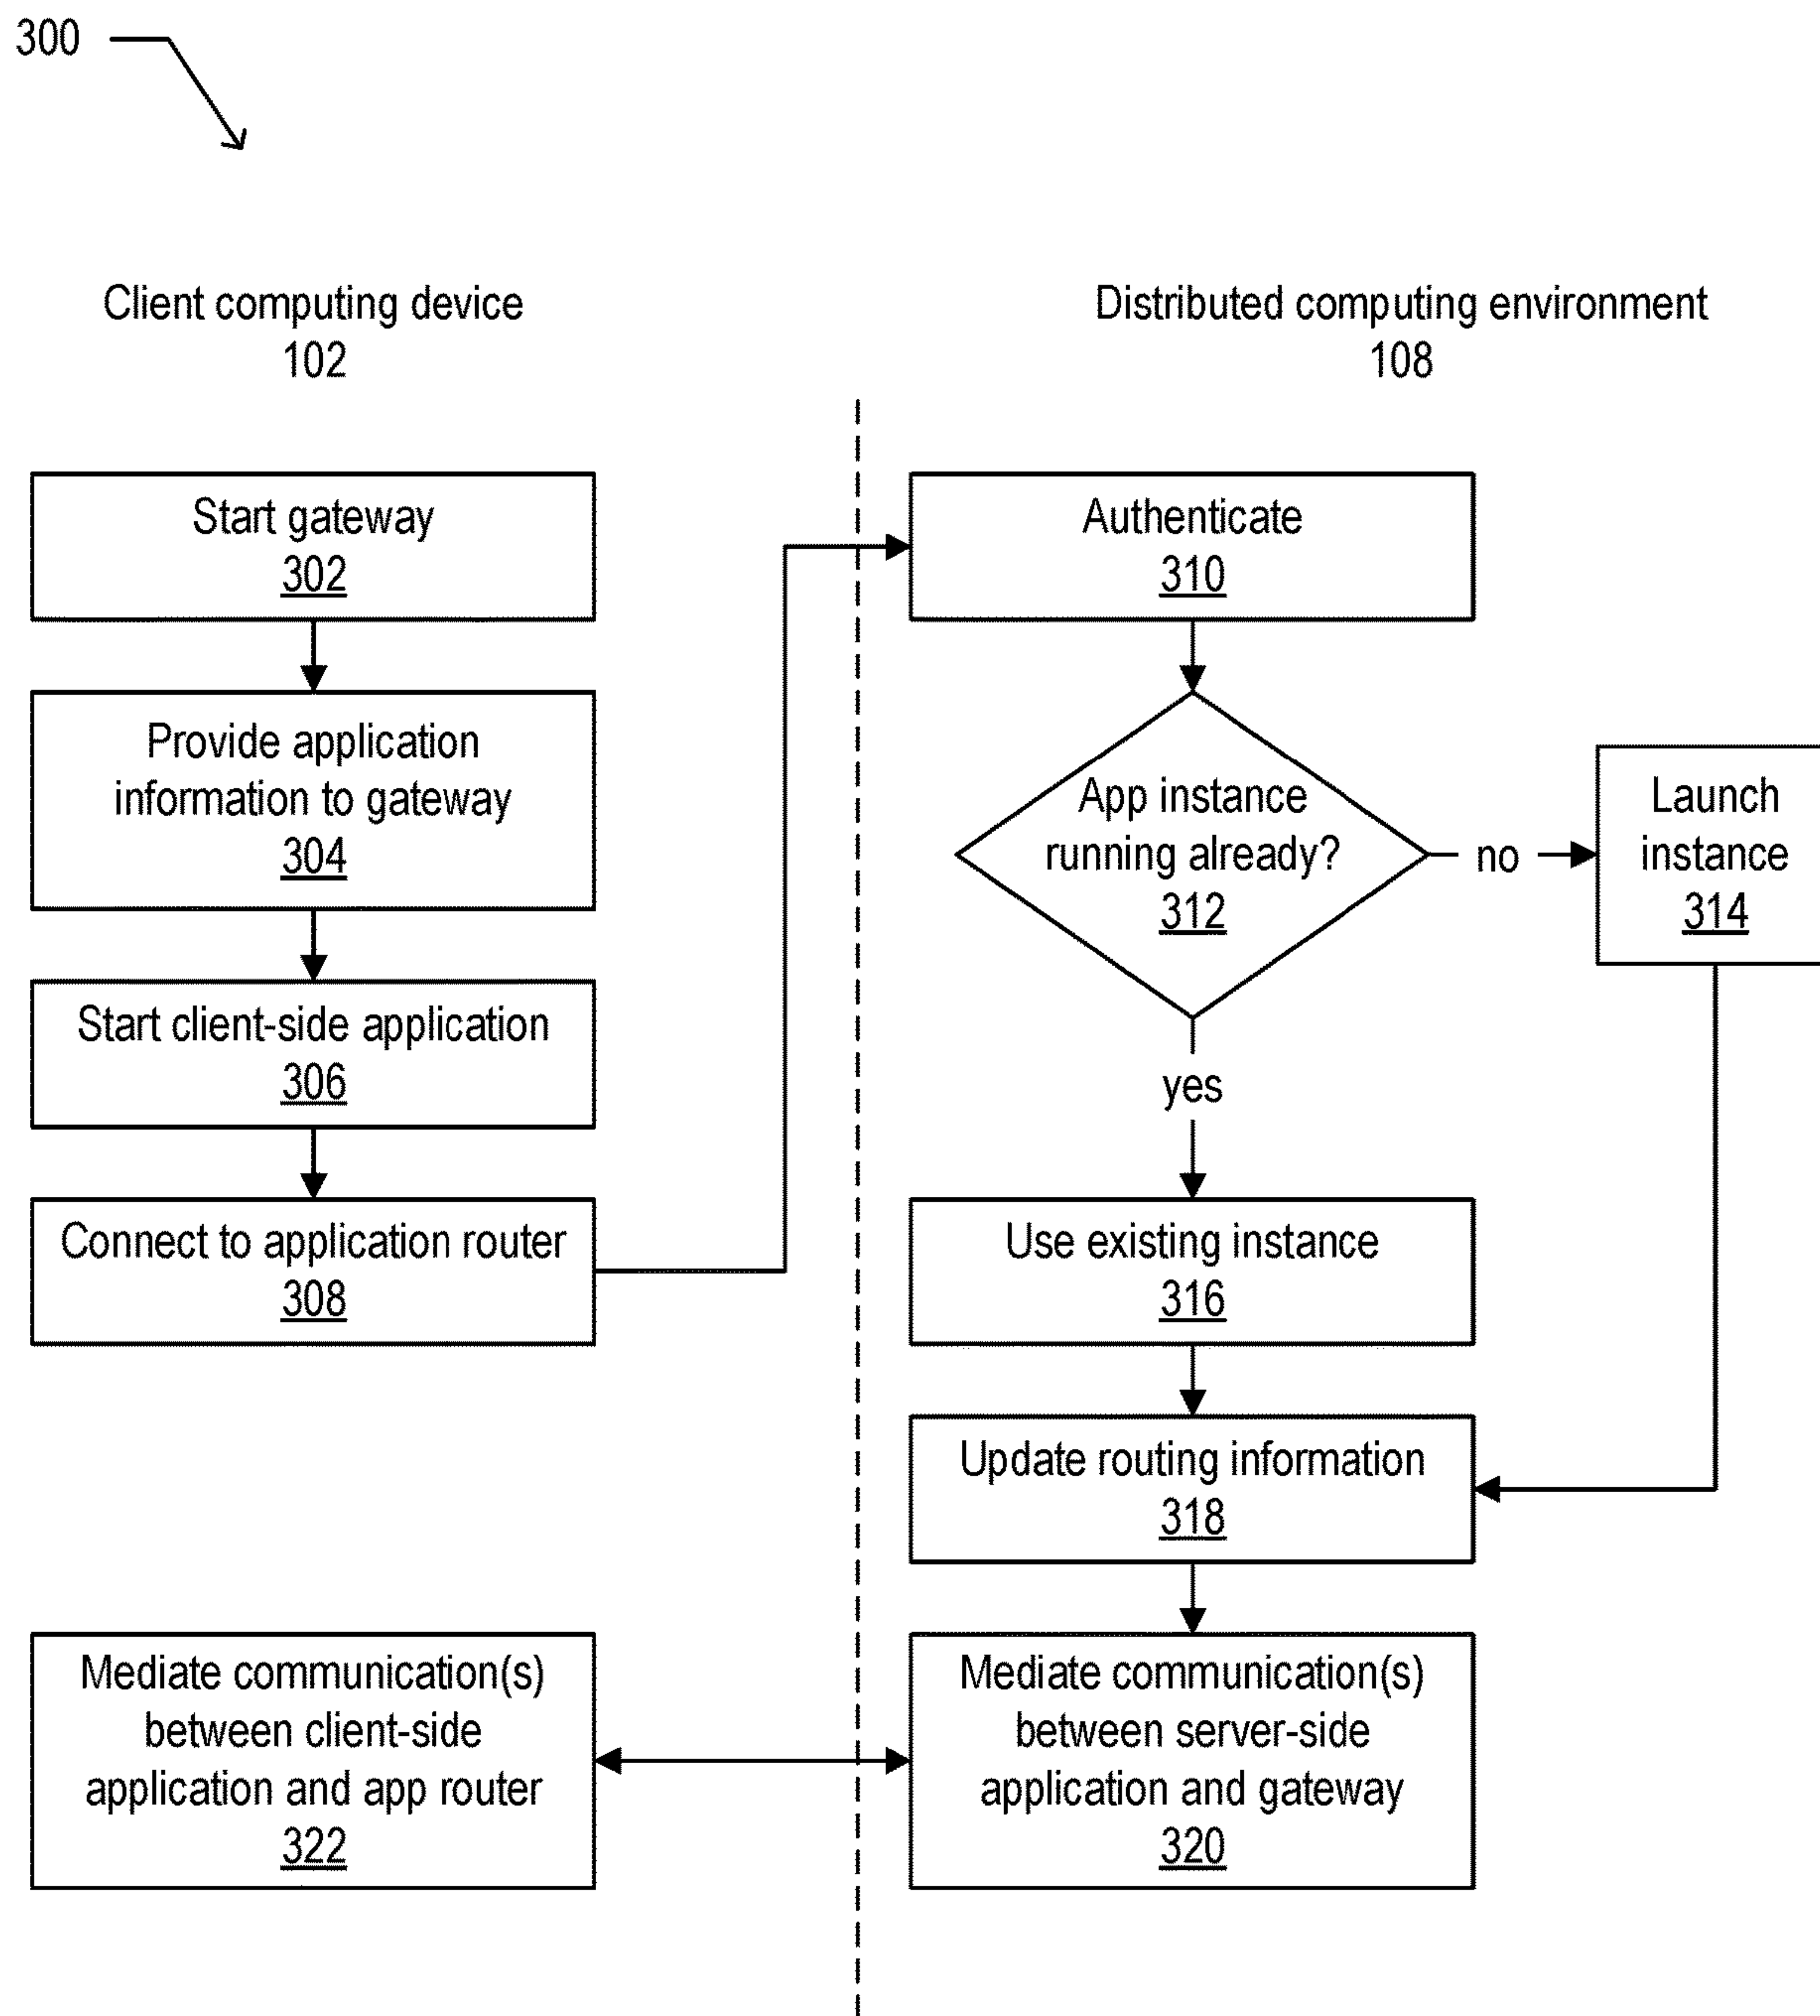 300
Client computing device
102
Distributed computing environment
108
Start gateway
302
Provide application
information to gateway
304
Start client-side application
306
Connect to application router
308
Authenticate
310
App instance
running already?
312
no
Launch
instance
314
yes
Use existing instance
316
Update routing information
318
Mediate communication(s)
between client-side
application and app router
322
Mediate communication(s)
between server-side
application and gateway
320